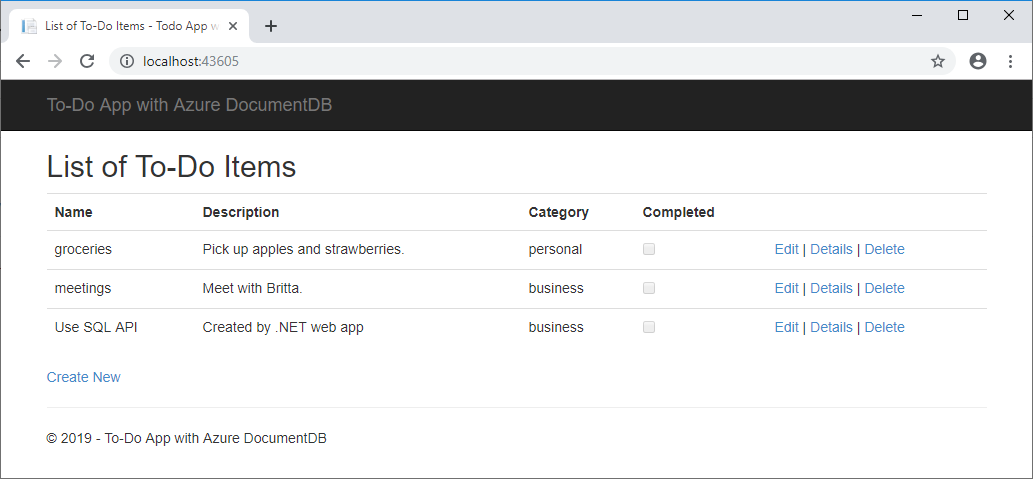 List of To-Do Items - Todo App w
localhost:43605
To-Do App with Azure DocumentDB
List of To-Do Items
Name Description Category Completed
groceries Pick up apples and strawberries. personal Edit | Details | Delete
meetings Meet with Britta. business Edit | Details | Delete
Use SQL API Created by .NET web app business Edit | Details | Delete
Create New
© 2019 - To-Do App with Azure DocumentDB